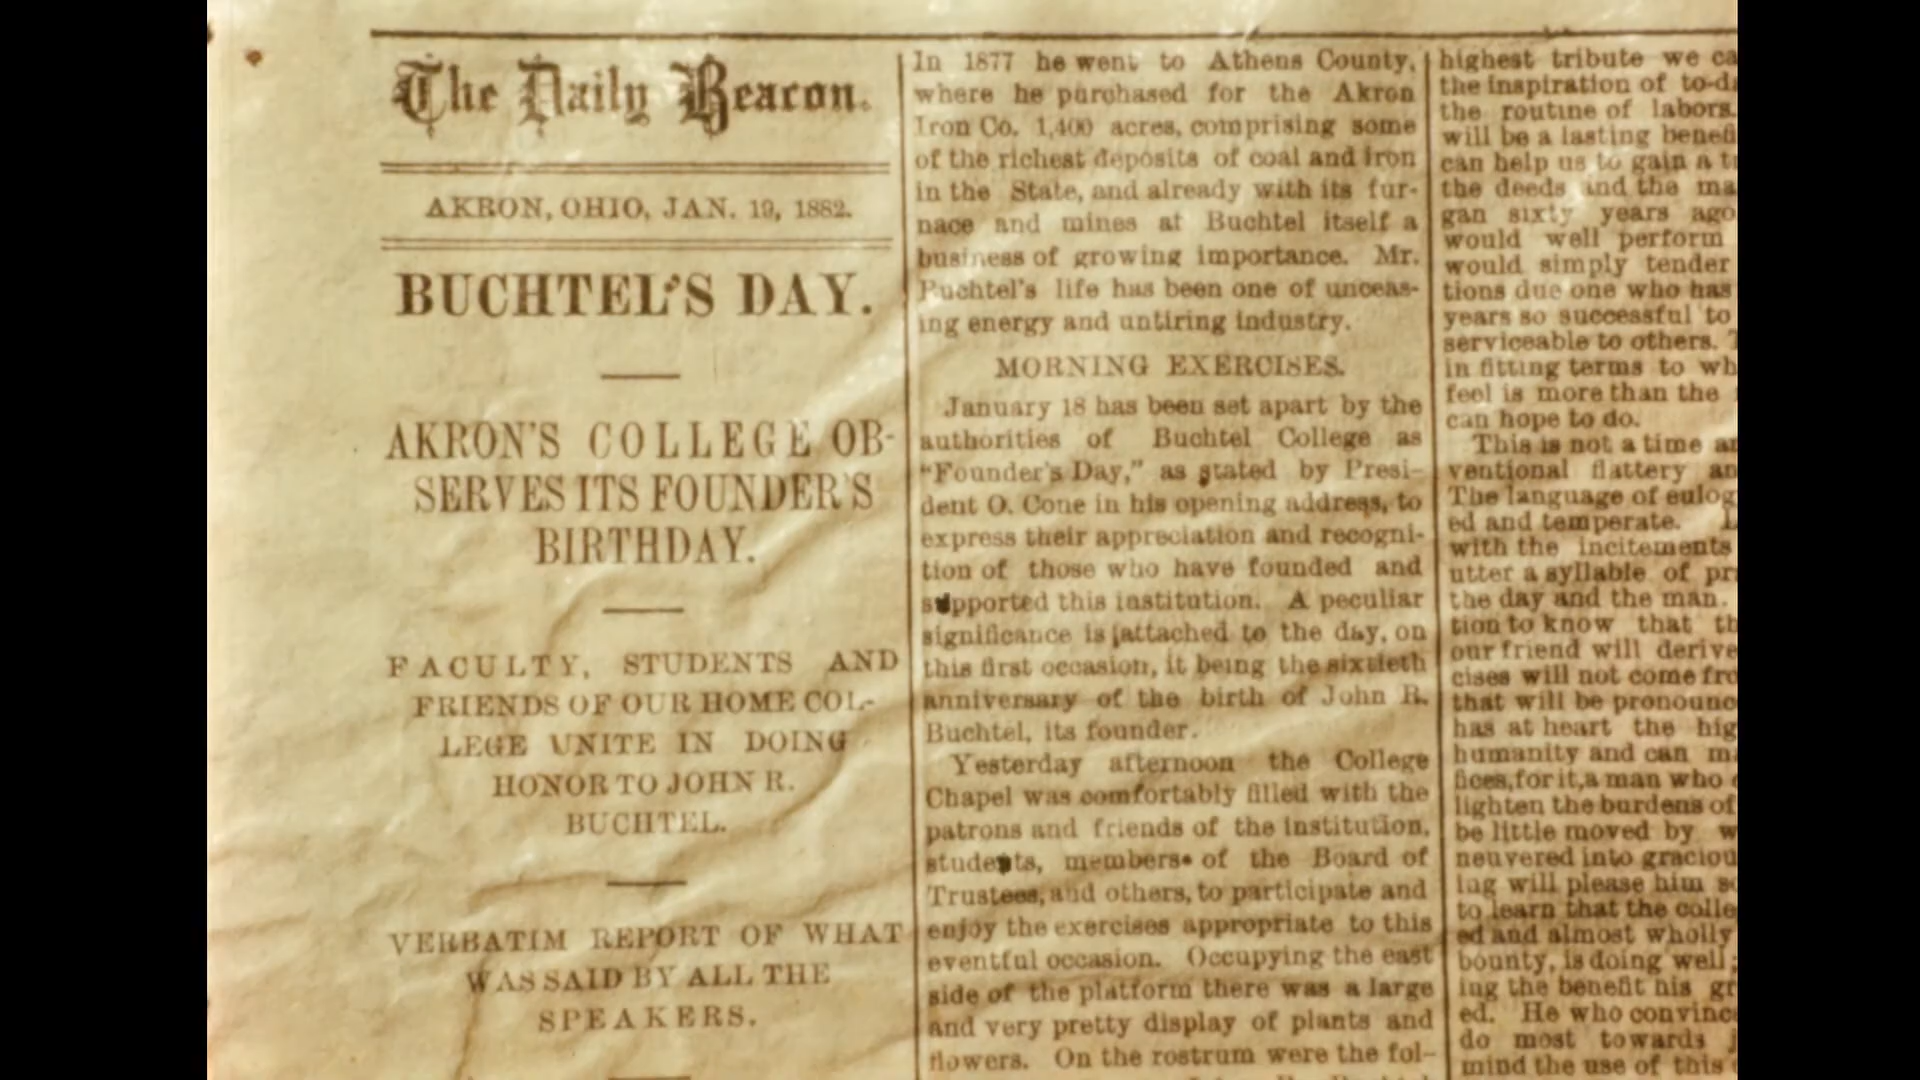 The Daily Beacon.
AKRON, OHIO, JAN. 19, 1882.
BUCHTEL'S DAY.
AKRON'S COLLEGE OB-
SERVES ITS FOUNDER'S
BIRTHDAY.
FACULTY, STUDENTS AND
FRIENDS OF OUR HOME COL-
LEGE UNITE IN DOING
HONOR TO JOHN R.
BUCHTEL.
VERBATIM REPORT OF WHAT
WAS SAID BY ALL THE
SPEAKERS.
In 1877 he went to Athens County,
where he purchased for the Akron
Iron Co. 1,400 acres, comprising some
of the richest deposits of coal and iron
in the State, and already with its fur-
nace and mines at Buchtel itself a
business of growing importance. Mr.
Buchtel's life has been one of unceas-
ing energy and untiring industry.
MORNING EXERCISES.
January 18 has been set apart by the
authorities of Buchtel College as
“Founder's Day,” as stated by Presi-
dent O. Cone in his opening address, to
express their appreciation and recogni-
tion of those who have founded and
supported this institution. A peculiar
significance is attached to the day, on
this first occasion, it being the sixtieth
anniversary of the birth of John R.
Buchtel, its founder.
Yesterday afternoon the College
Chapel was comfortably filled with the
patrons and friends of the institution,
students, members of the Board of
Trustees, and others, to participate and
enjoy the exercises appropriate to this
eventful occasion. Occupying the east
side of the platform there was a large
and very pretty display of plants and
flowers. On the rostrum were the fol-
highest tribute we ca
the inspiration of to-da
the routine of labors.
will be a lasting benefi
can help us to gain a t
the deeds and the ma
gan sixty years ago
would well perform
would simply tender
tions due one who has
years so successful to
serviceable to others. T
in fitting terms to wh
feel is more than the
can hope to do.
This is not a time a
ventional flattery an
The language of eulog
ed and temperate.
with the incitements
utter a syllable of pr
the day and the man.
tion to know that th
our friend will derive
cises will not come fro
that will be pronounc
has at heart the hig
humanity and can m
fices, for it, a man who
lighten the burdens of
be little moved by w
neuvered into graciou
ing will please him s
to learn that the colle
ed and almost wholly
bounty, is doing well;
ing the benefit his gr
ed. He who convince
do most towards
mind the use of this